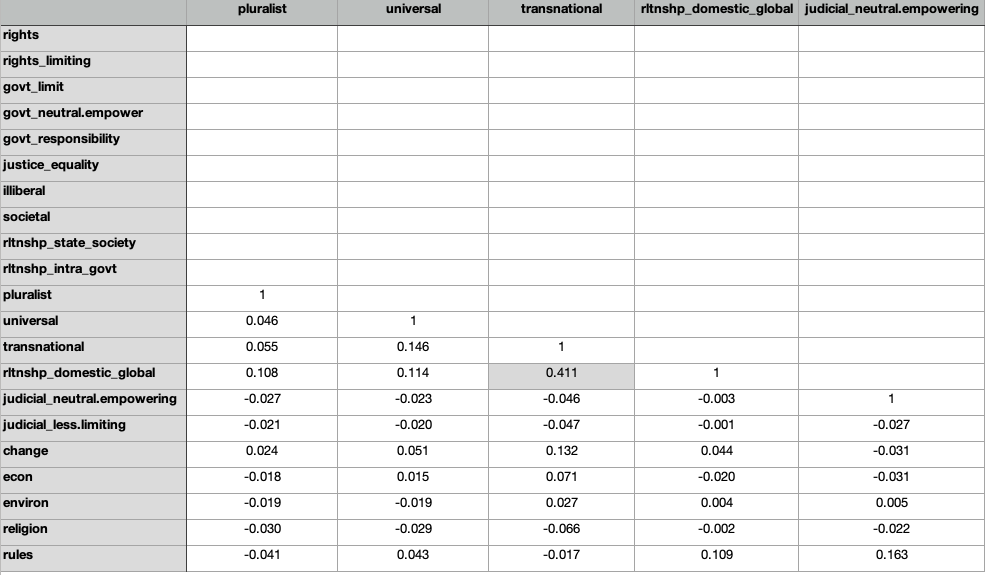 pluralist universal transnational rltnshp_domestic_global judicial_neutral.empowering
rights
rights_limiting
govt_limit
govt_neutral.empower
govt_responsibility
justice_equality
illiberal
societal
rltnshp_state_society
rltnshp_intra_govt
pluralist 1
universal 0.046 1
transnational 0.055 0.146 1
rltnshp_domestic_global 0.108 0.114 0.411 1
judicial_neutral.empowering -0.027 -0.023 -0.046 -0.003 1
judicial_less.limiting -0.021 -0.020 -0.047 -0.001 -0.027
change 0.024 0.051 0.132 0.044 -0.031
econ -0.018 0.015 0.071 -0.020 -0.031
environ -0.019 -0.019 0.027 0.004 0.005
religion -0.030 -0.029 -0.066 -0.002 -0.022
rules -0.041 0.043 -0.017 0.109 0.163